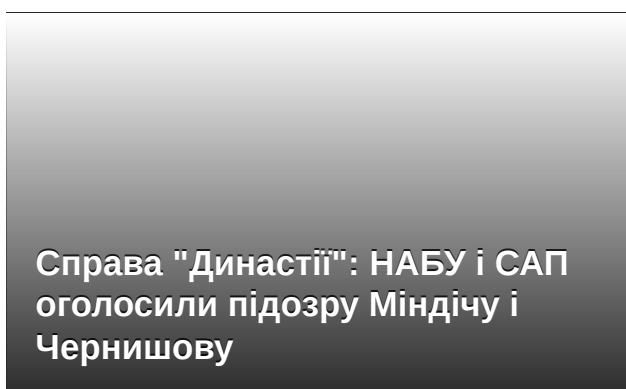 Справа "Династії": НАБУ і САП
оголосили підозру Міндічу і
Чернишову